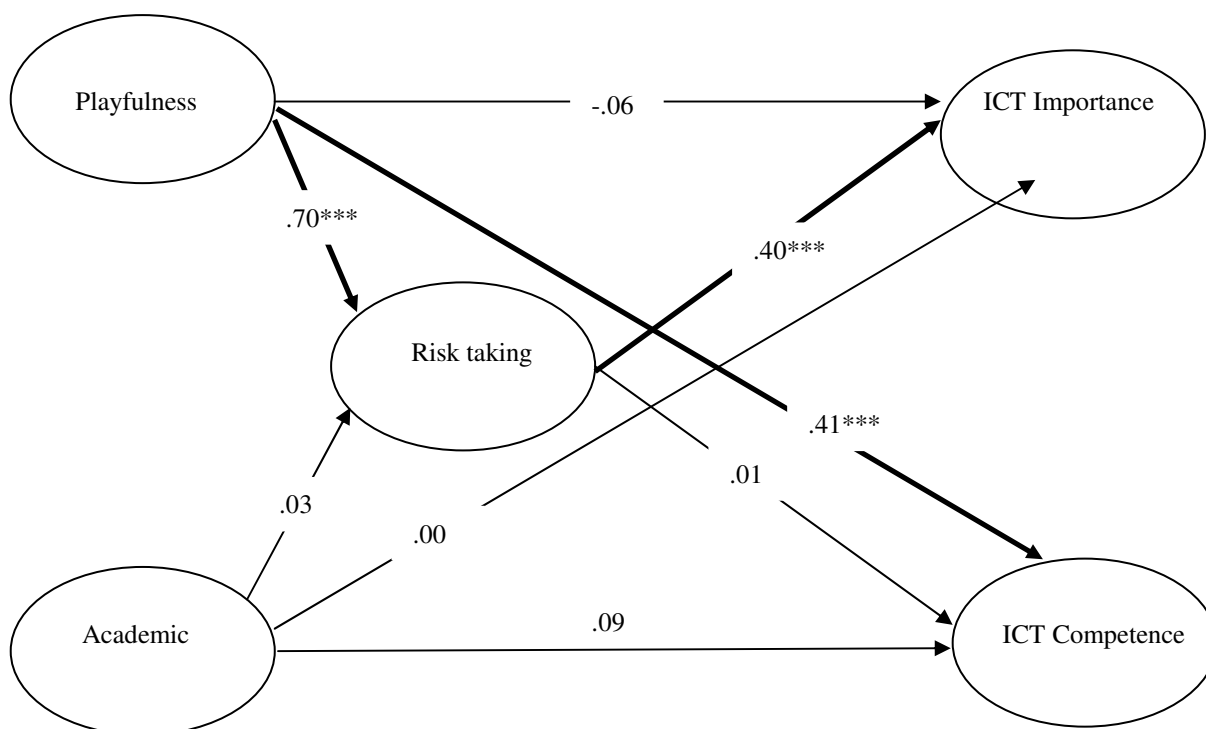 Playfulness
ICT Importance
-.06
.70***
.40***
Risk taking
.41***
.01
.03
.00
.09
Academic
ICT Competence